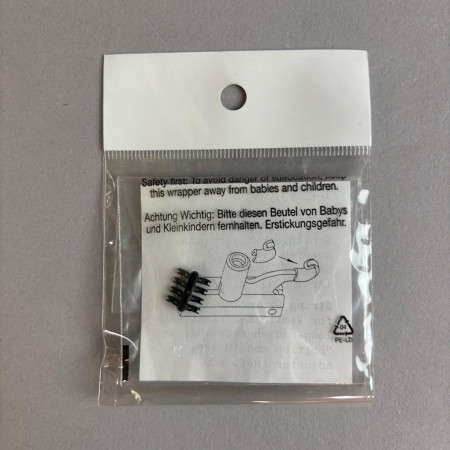 Safety first: To avoid danger of suffocation, keep
this wrapper away from babies and children.
Achtung Wichtig: Bitte diesen Beutel von Babys
und Kleinkindern fernhalten. Erstickungsgefahr.
04
PE-LD